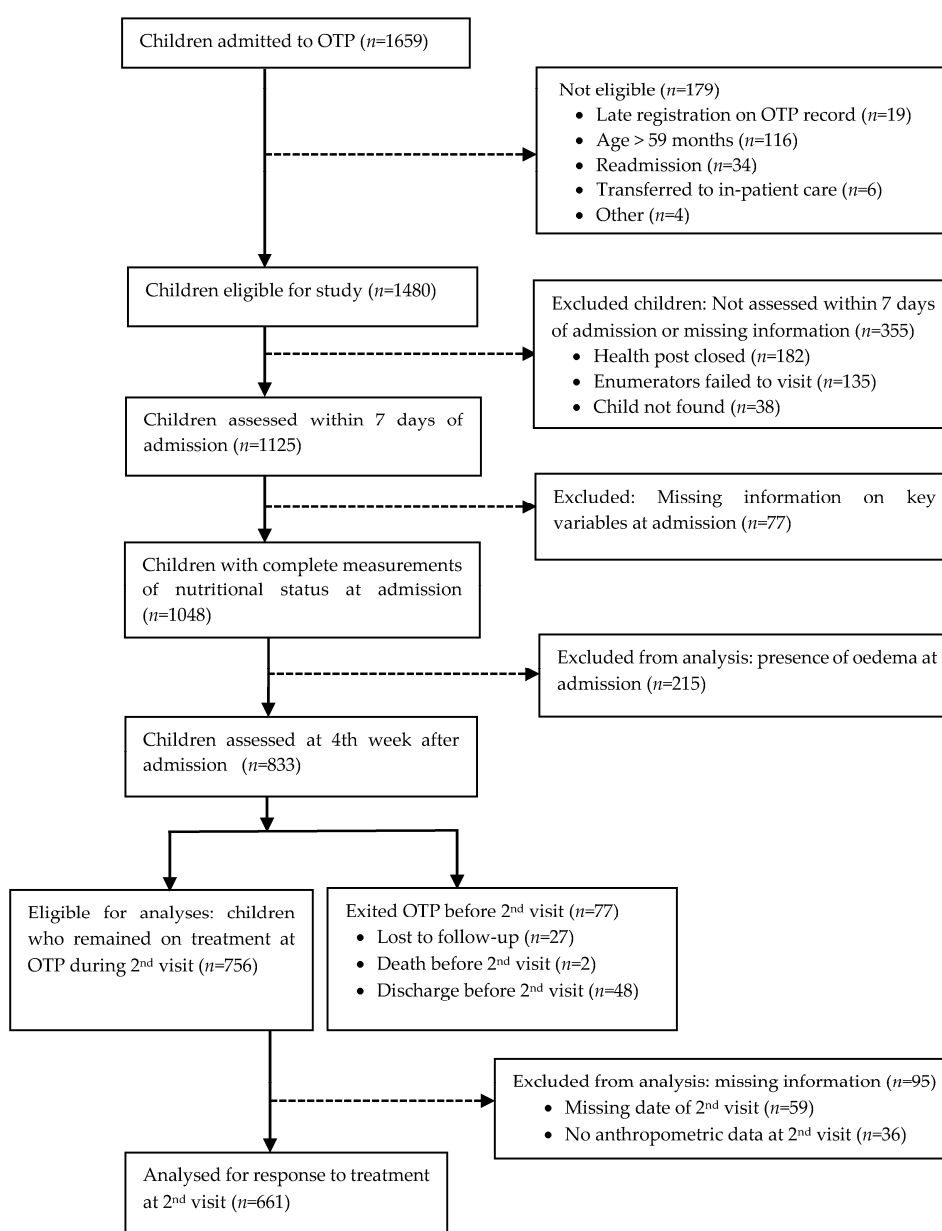 Children admitted to OTP (n=1659)
Not eligible (n=179)
• Late registration on OTP record (n=19)
• Age > 59 months (n=116)
• Readmission (n=34)
• Transferred to in-patient care (n=6)
• Other (n=4)
Children eligible for study (n=1480)
Excluded children: Not assessed within 7 days
of admission or missing information (n=355)
• Health post closed (n=182)
• Enumerators failed to visit (n=135)
• Child not found (n=38)
Children assessed within 7 days of
admission (n=1125)
Excluded: Missing information on key
variables at admission (n=77)
Children with complete measurements
of nutritional status at admission
(n=1048)
Excluded from analysis: presence of oedema at
admission (n=215)
Children assessed at 4th week after
admission (n=833)
Eligible for analyses: children
who remained on treatment at
OTP during 2nd visit (n=756)
Exited OTP before 2nd visit (n=77)
• Lost to follow-up (n=27)
• Death before 2nd visit (n=2)
• Discharge before 2nd visit (n=48)
Excluded from analysis: missing information (n=95)
• Missing date of 2nd visit (n=59)
• No anthropometric data at 2nd visit (n=36)
Analysed for response to treatment
at 2nd visit (n=661)